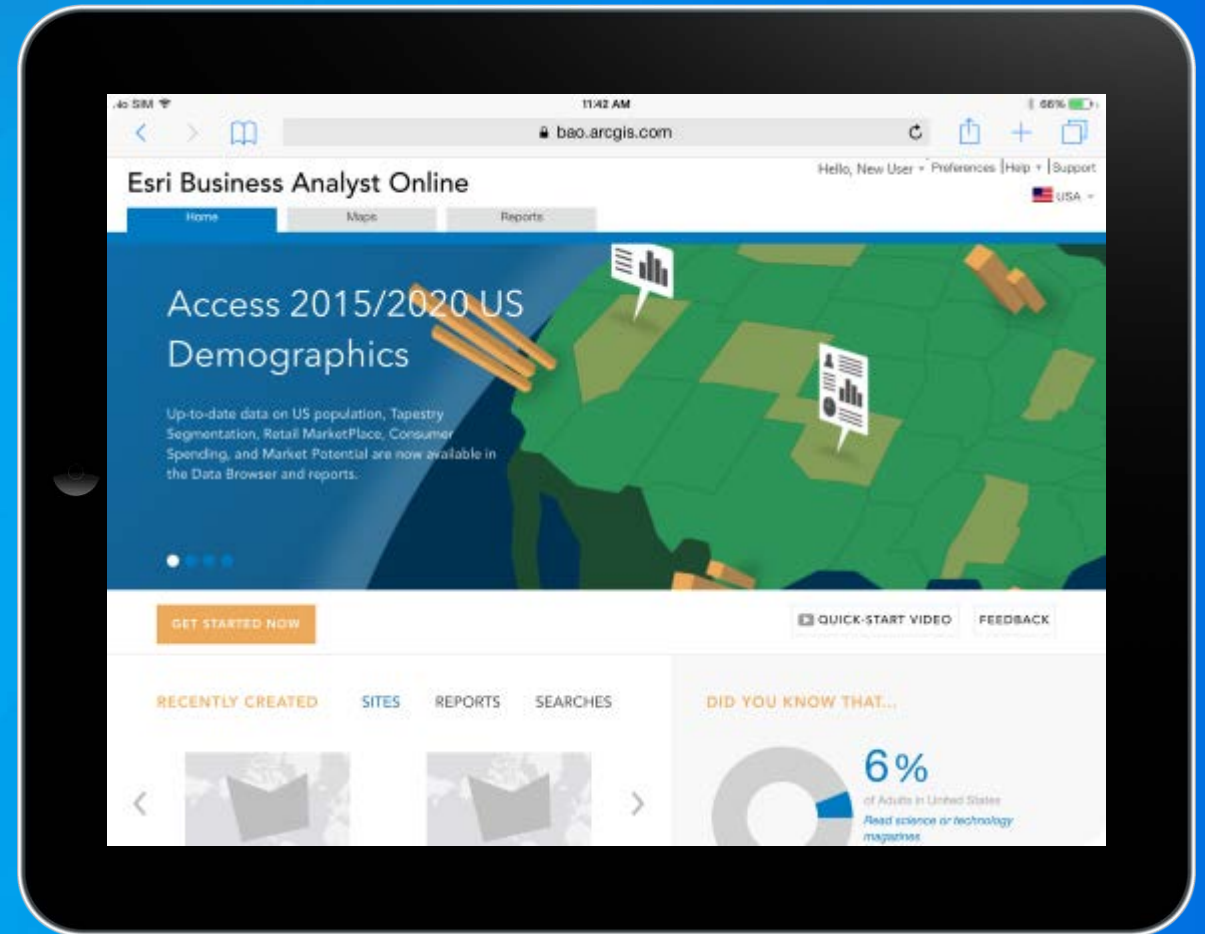 .4o SIM 11:42 AM 66%
bao.arcgis.com
Hello, New User Preferences | Help | Support
Esri Business Analyst Online
USA
Home Maps Reports
Access 2015/2020 US
Demographics
Up-to-date data on US population, Tapestry
Segmentation, Retail MarketPlace, Consumer
Spending, and Market Potential are now available in
the Data Browser and reports.
GET STARTED NOW
QUICK-START VIDEO FEEDBACK
RECENTLY CREATED SITES REPORTS SEARCHES
DID YOU KNOW THAT...
6%
of Adults in United States
Read science or technology
magazines